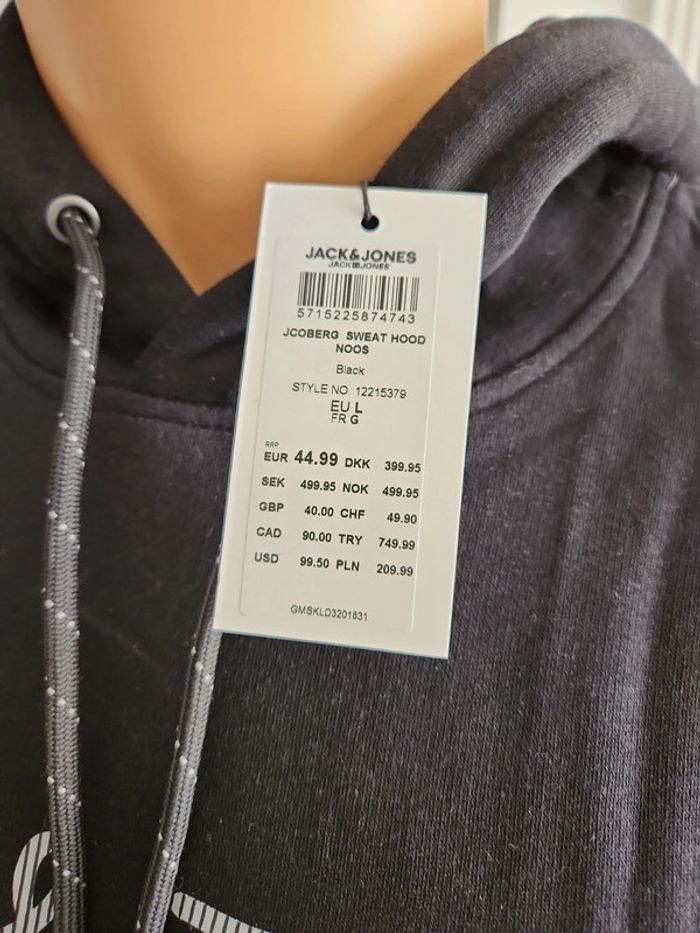 JACK&JONES
JACK JONES
5715225874743
JCOBERG SWEAT HOOD
NOOS
Black
STYLE NO. 12215379
EU L
FR G
RRP
EUR 44.99 DKK 399.95
SEK 499.95 NOK 499.95
GBP 40.00 CHF 49.90
CAD 90.00 TRY 749.99
USD 99.50 PLN 209.99
GMSKLD3201831